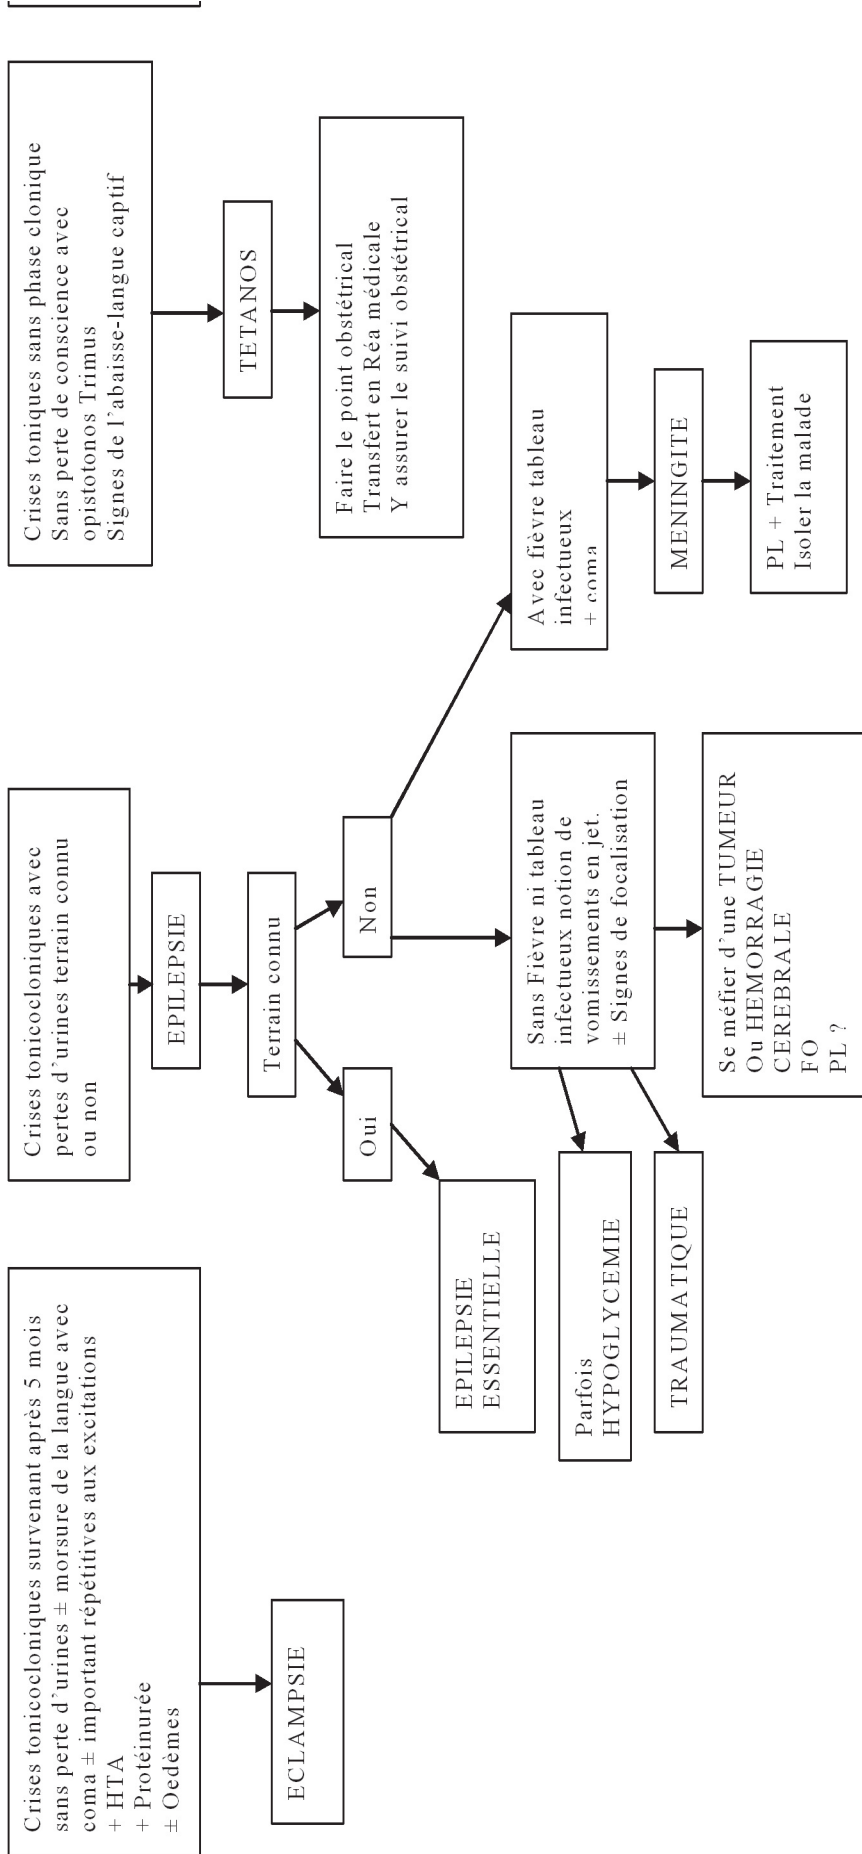 Crises tonicocloniques survenant après 5 mois
sans perte d'urines ± morsure de la langue avec
coma ± important répétitives aux excitations
+ HTA
+ Protéinurée
± Oedèmes
ECLAMPSIE
Crises tonicocloniques avec
pertes d'urines terrain connu
ou non
EPILEPSIE
Terrain connu
Oui
Non
EPILEPSIE
ESSENTIELLE
Sans Fièvre ni tableau
infectueux notion de
vomissements en jet.
± Signes de focalisation
Parfois
HYPOGLYCEMIE
TRAUMATIQUE
Se méfier d'une TUMEUR
Ou HEMORRAGIE
CEREBRALE
FO
PL ?
Avec fièvre tableau
infectueux
+ coma
MENINGITE
PL + Traitement
Isoler la malade
Crises toniques sans phase clonique
Sans perte de conscience avec
opistotonos Trimus
Signes de l'abaisse-langue captif
TETANOS
Faire le point obstétrical
Transfert en Réa médicale
Y assurer le suivi obstétrical